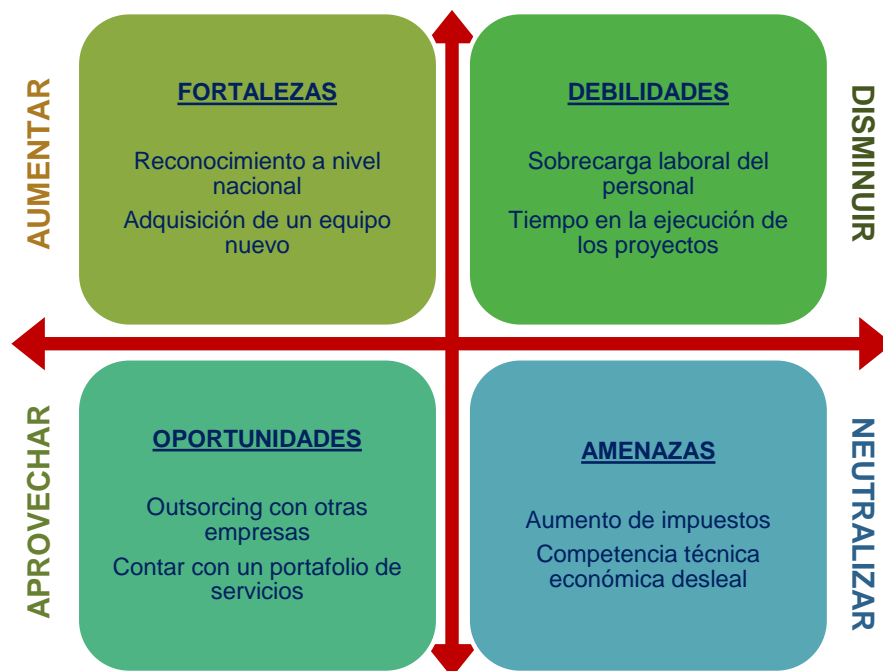 AUMENTAR
FORTALEZAS
Reconocimiento a nivel
nacional
Adquisición de un equipo
nuevo
DEBILIDADES
Sobrecarga laboral del
personal
Tiempo en la ejecución de
los proyectos
DISMINUIR
APROVECHAR
OPORTUNIDADES
Outsorcing con otras
empresas
Contar con un portafolio de
servicios
AMENAZAS
Aumento de impuestos
Competencia técnica
económica desleal
NEUTRALIZAR